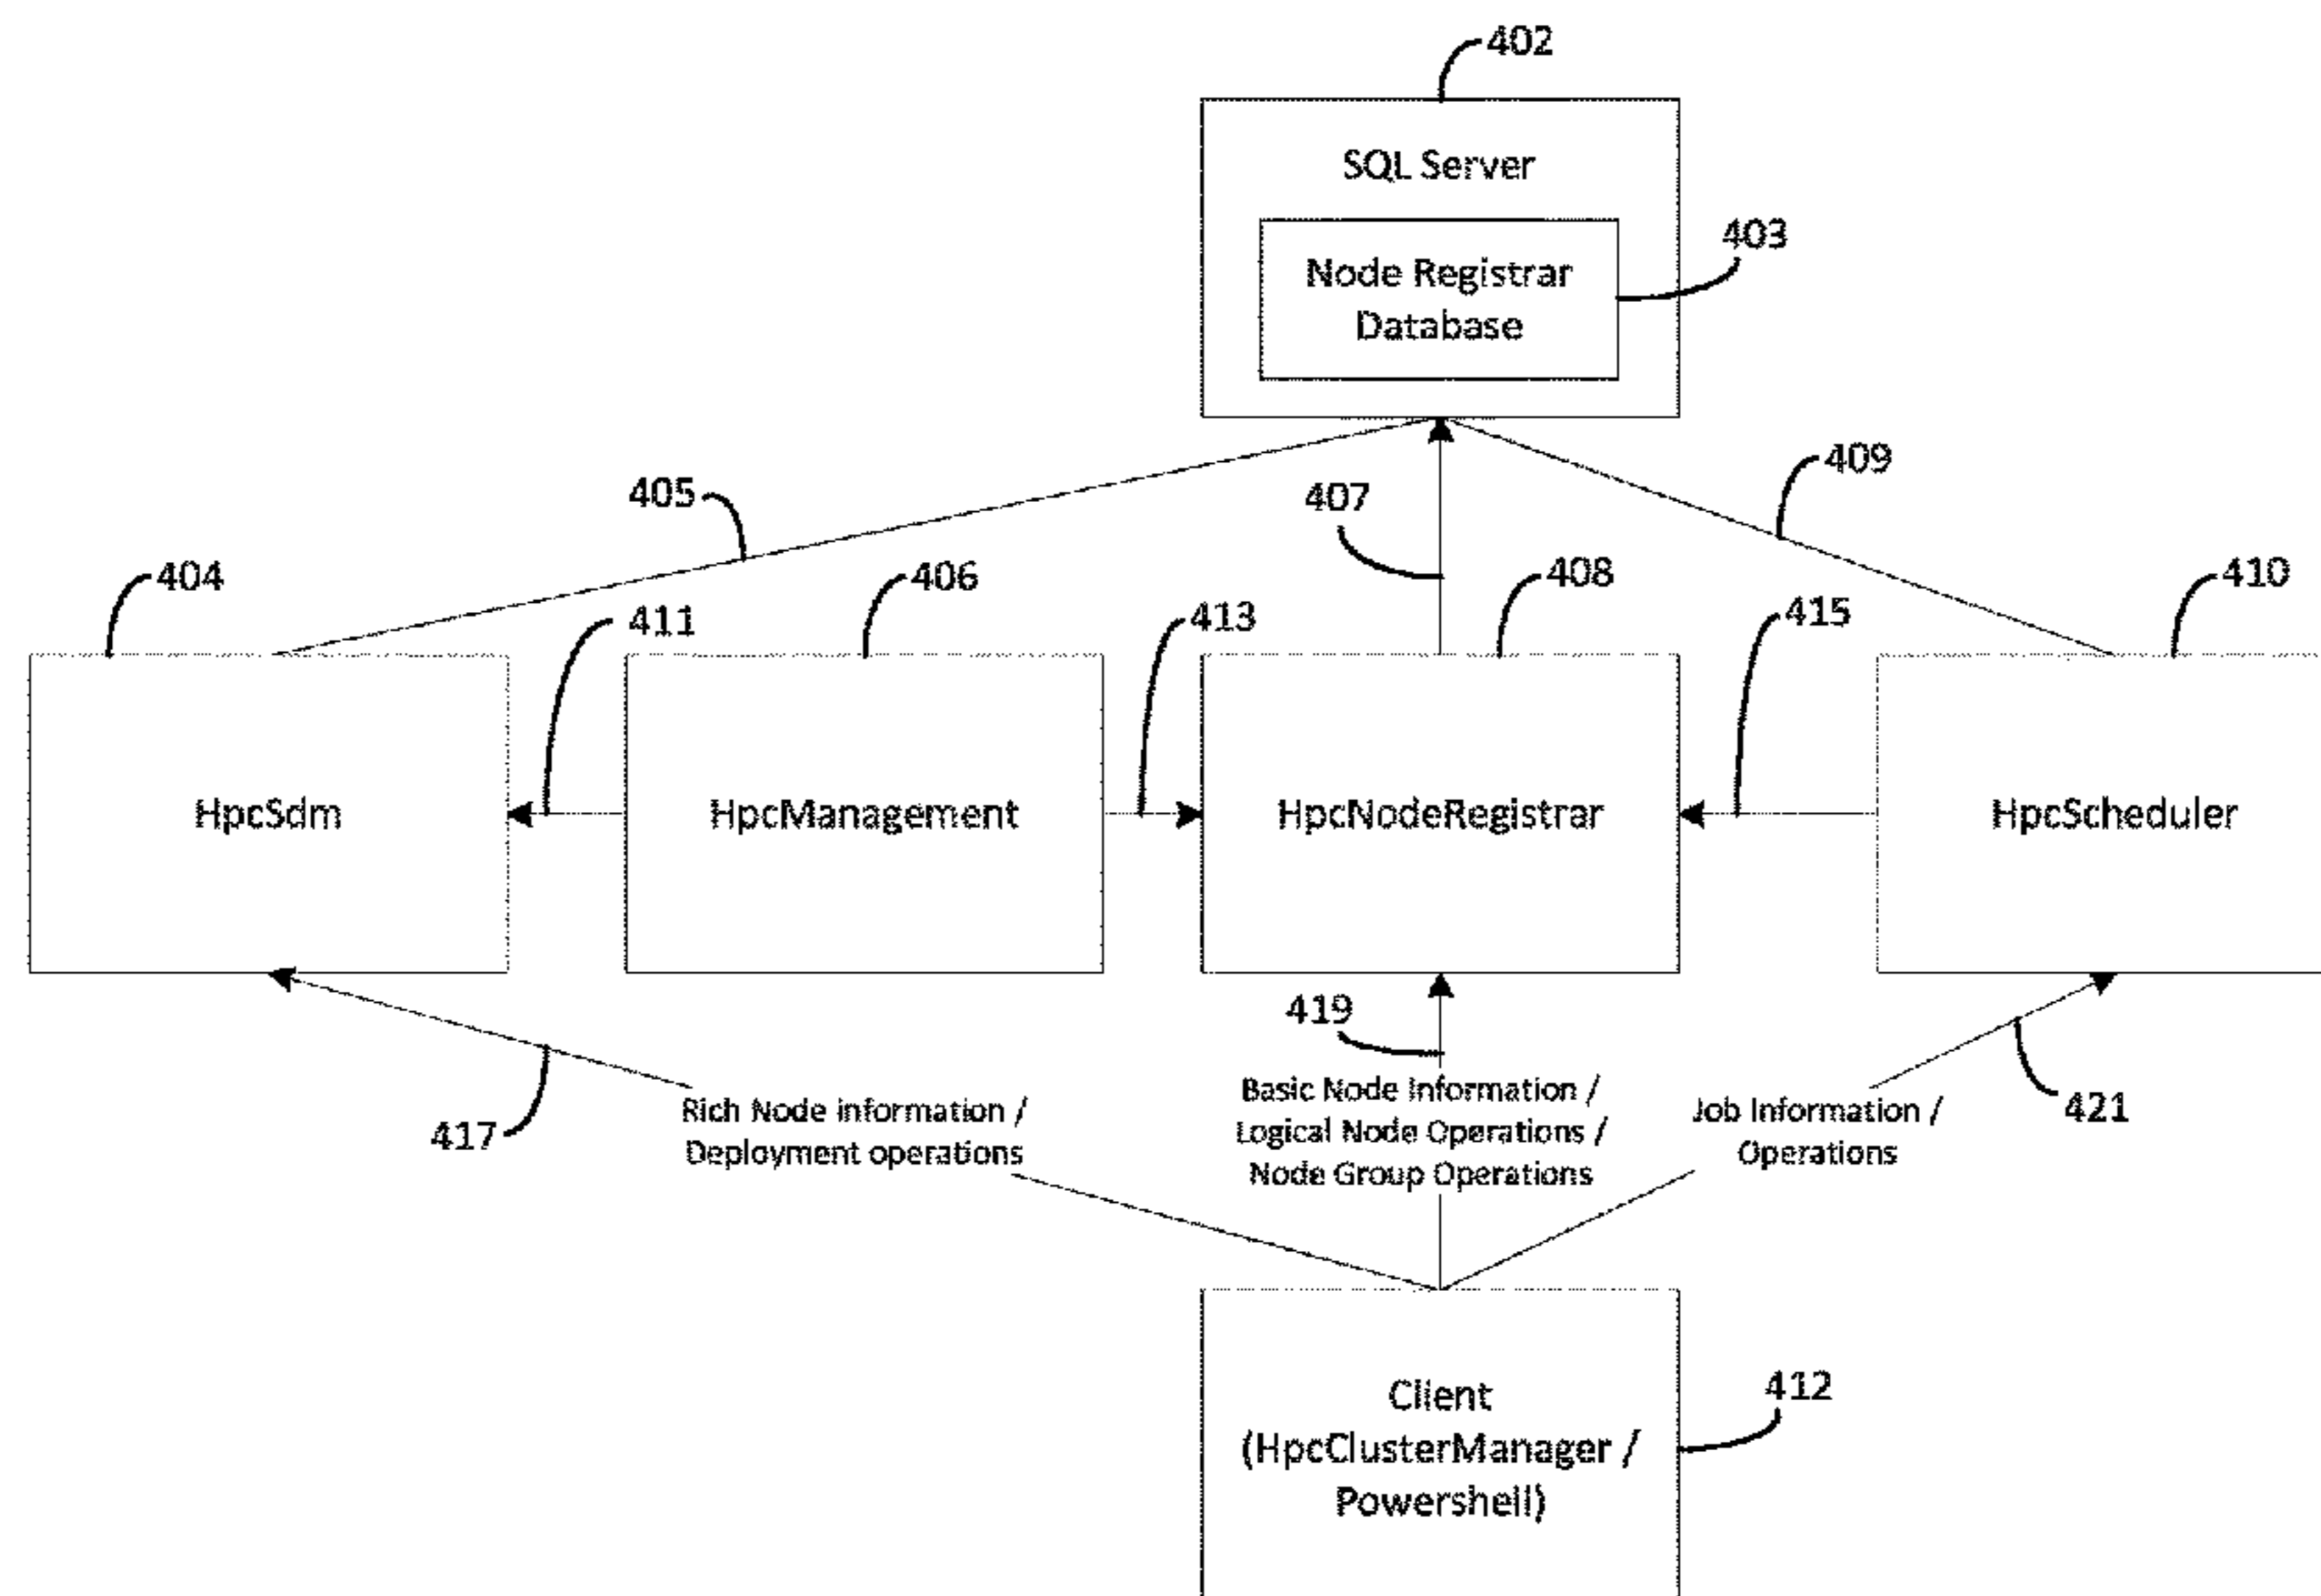 402
SQL Server
403
Node Registrar
Database
405
407
409
404
406
408
410
411
413
415
HpcSdm
HpcManagement
HpcNodeRegistrar
HpcScheduler
417
Rich Node information /
Deployment operations
419
Basic Node Information /
Logical Node Operations /
Node Group Operations
Job Information /
Operations
421
Client
(HpcClusterManager /
Powershell)
412